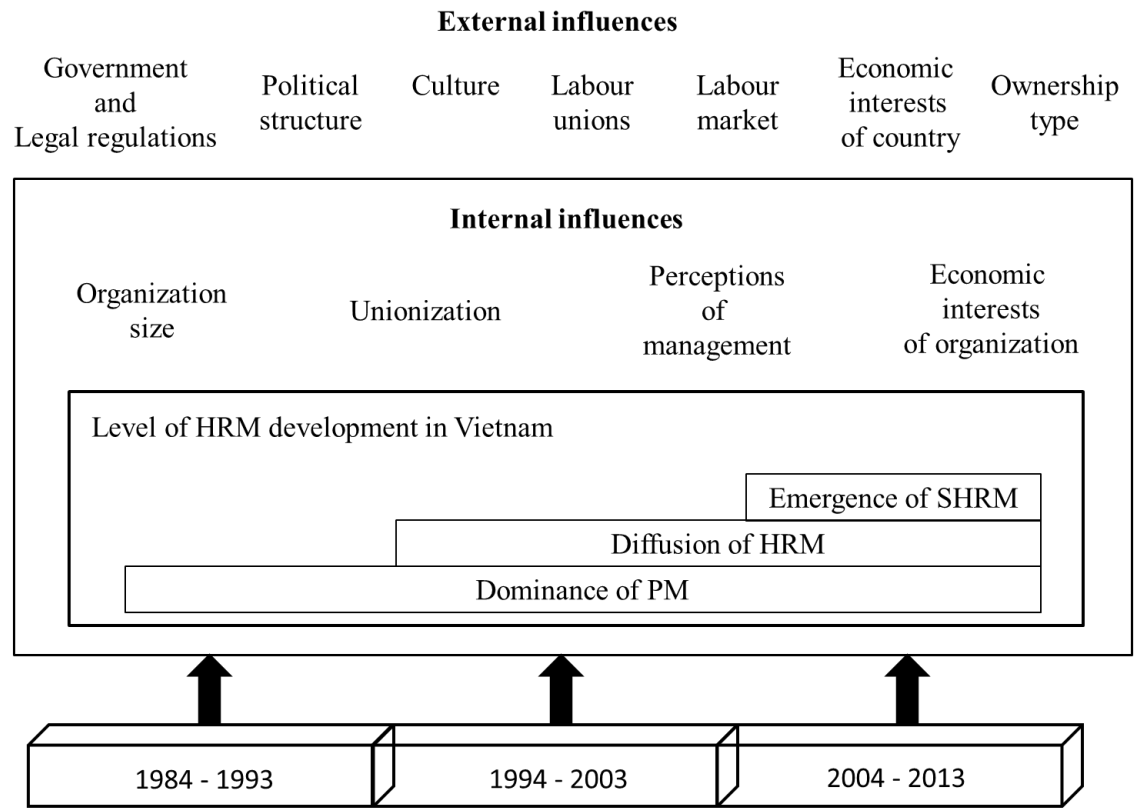 External influences
Government
and
Legal regulations
Political
structure
Culture
Labour
unions
Labour
market
Economic
interests
of country
Ownership
type
Internal influences
Organization
size
Unionization
Perceptions
of
management
Economic
interests
of organization
Level of HRM development in Vietnam
Emergence of SHRM
Diffusion of HRM
Dominance of PM
1984 - 1993
1994 - 2003
2004 - 2013